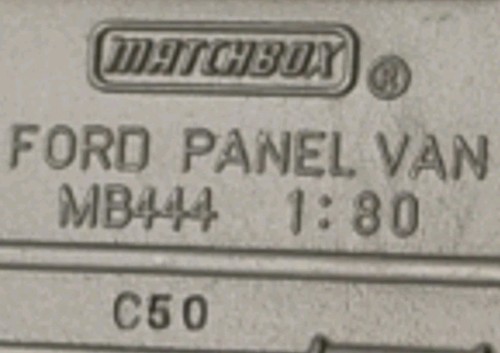 MATCHBOX ®
FORD PANEL VAN
MB444 1:80
C50